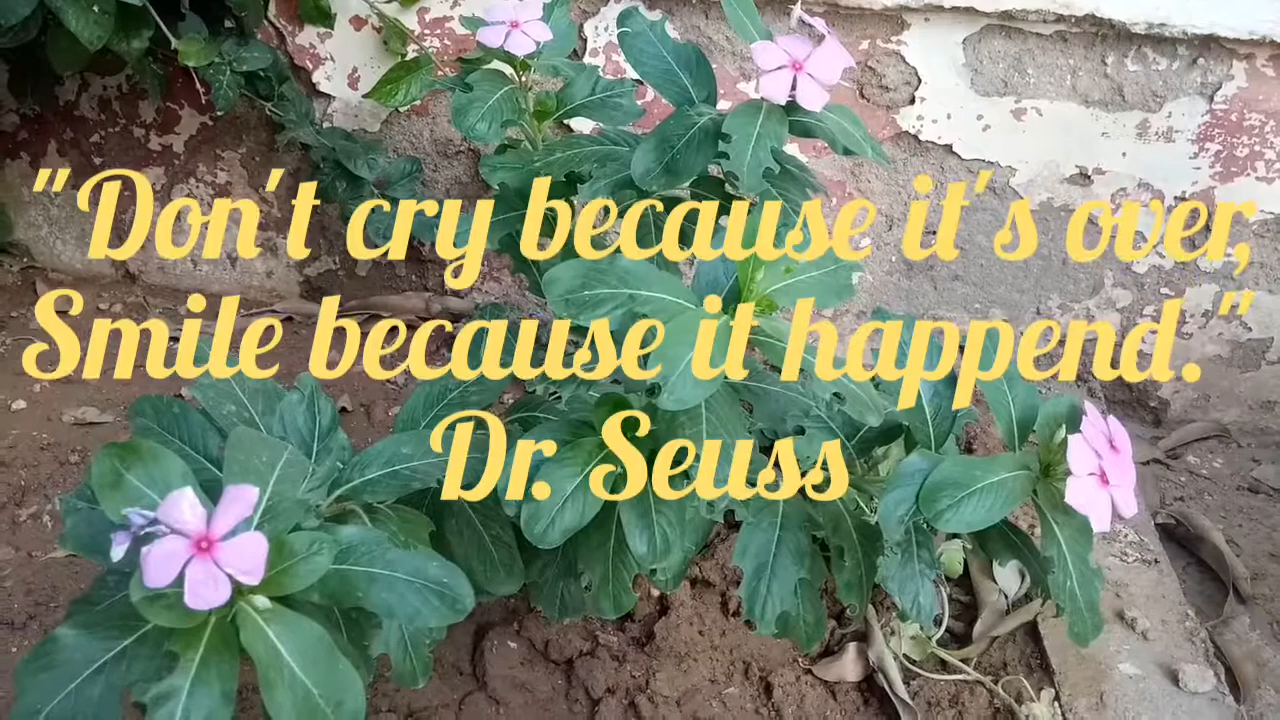 "Don't cry because it's over,
Smile because it happend."
Dr. Seuss